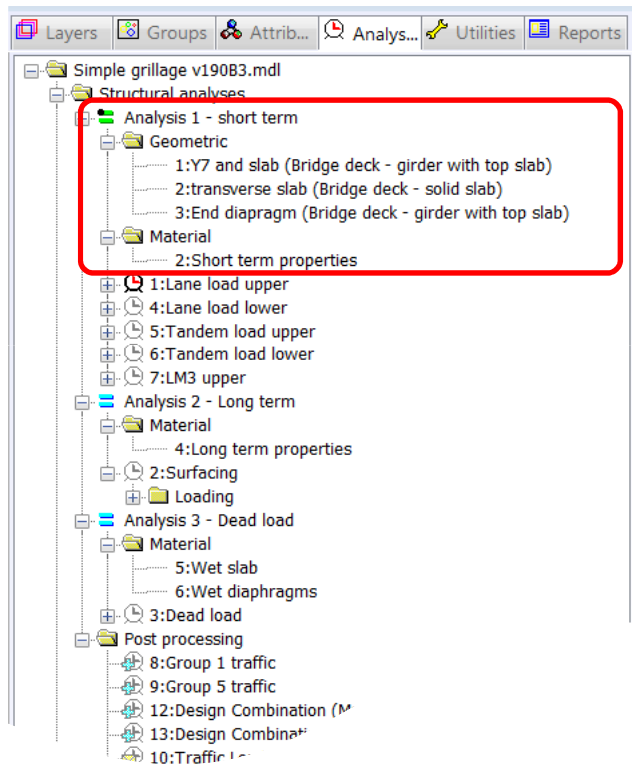 Layers Groups Attrib... Analys... Utilities Reports
Simple grillage v190B3.mdl
Structural analyses
Analysis 1 - short term
Geometric
1:Y7 and slab (Bridge deck - girder with top slab)
2:transverse slab (Bridge deck - solid slab)
3:End diapragm (Bridge deck - girder with top slab)
Material
2:Short term properties
1:Lane load upper
4:Lane load lower
5:Tandem load upper
6:Tandem load lower
7:LM3 upper
Analysis 2 - Long term
Material
4:Long term properties
2:Surfacing
Loading
Analysis 3 - Dead load
Material
5:Wet slab
6:Wet diaphragms
3:Dead load
Post processing
8:Group 1 traffic
9:Group 5 traffic
12:Design Combination
13:Design
10:Traffic